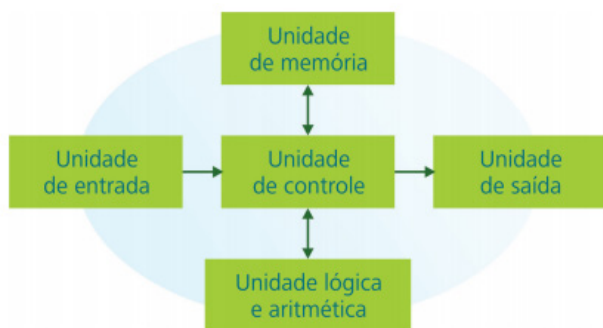 Unidade
de memória
Unidade
de entrada
Unidade
de controle
Unidade
de saída
Unidade lógica
e aritmética